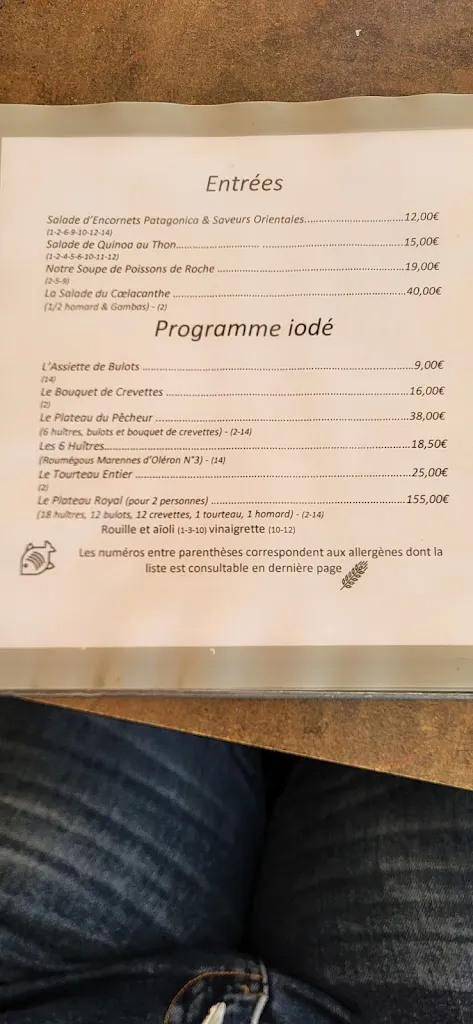 Entrées
Salade d'Encornets Patagonica & Saveurs Orientales..................12,00€
(1-2-6-9-10-12-14)
Salade de Quinoa au Thon..................... ...................................15,00€
(1-2-4-5-6-10-11-12)
Notre Soupe de Poissons de Roche ...............................................19,00€
(2-5-9)
La Salade du Cœlacanthe ...........................................................40,00€
(1/2 homard & Gambas) - (2)
Programme iodé
L'Assiette de Bulots ....................................................................9,00€
(14)
Le Bouquet de Crevettes .............................................................16,00€
(2)
Le Plateau du Pêcheur ................................................................38,00€
(6 huîtres, bulots et bouquet de crevettes) - (2-14)
Les 6 Huîtres.............................................................................18,50€
(Roumégous Marennes d'Oléron N°3) - (14)
Le Tourteau Entier .....................................................................25,00€
(2)
Le Plateau Royal (pour 2 personnes) .............................................155,00€
(18 huîtres, 12 bulots, 12 crevettes, 1 tourteau, 1 homard) - (2-14)
Rouille et aïoli (1-3-10) vinaigrette (10-12)
Les numéros entre parenthèses correspondent aux allergènes dont la
liste est consultable en dernière page